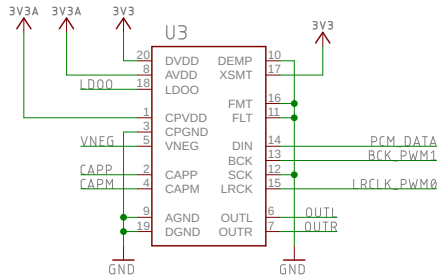 3V3A 3V3A 3V3 U3 3V3
20 DVDD DEMP 10
8 AVDD XSMT 17
LDOO 18 LDOO
FMT 16
1 CPVDD FLT 11
3 CPGND
VNEG 5 VNEG DIN 14 PCM_DATA
BCK 13 BCK_PWM1
CAPP 2 CAPP SCK 12
CAPM 4 CAPM LRCK 15 LRCLK_PWM0
9 AGND OUTL 6 OUTL
19 DGND OUTR 7 OUTR
GND GND